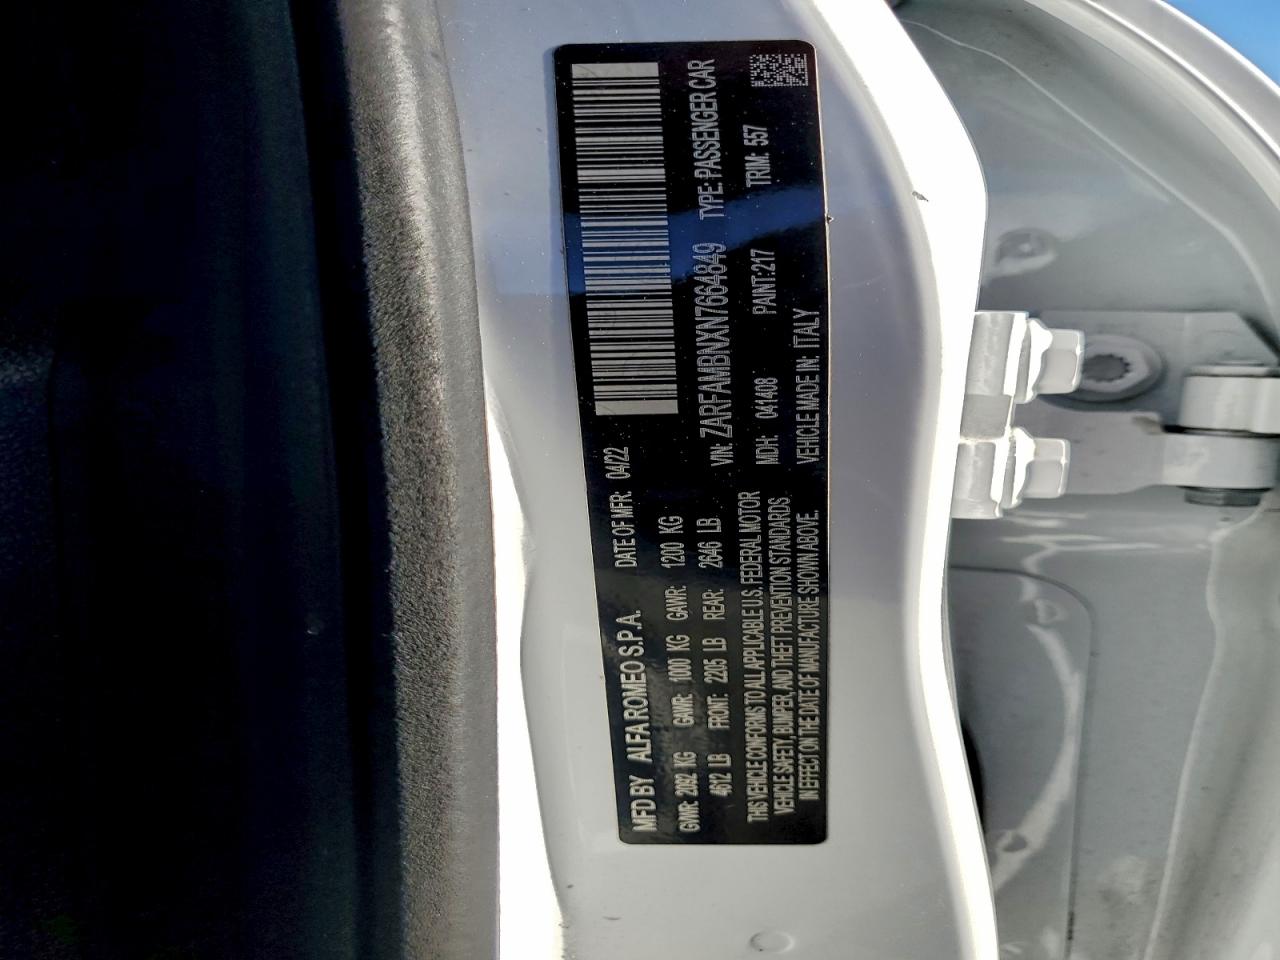 MFD BY ALFA ROMEO S.P.A. DATE OF MFR: 04/22
GVWR: 2092 KG GAWR: 1000 KG GAWR: 1200 KG
4612 LB FRONT: 2205 LB REAR: 2646 LB
THIS VEHICLE CONFORMS TO ALL APPLICABLE U.S. FEDERAL MOTOR
VEHICLE SAFETY, BUMPER, AND THEFT PREVENTION STANDARDS
IN EFFECT ON THE DATE OF MANUFACTURE SHOWN ABOVE.
VIN: ZARFAMBNXN7664849 TYPE: PASSENGER CAR
MDH: 041408 PAINT: 217 TRIM: 557
VEHICLE MADE IN: ITALY